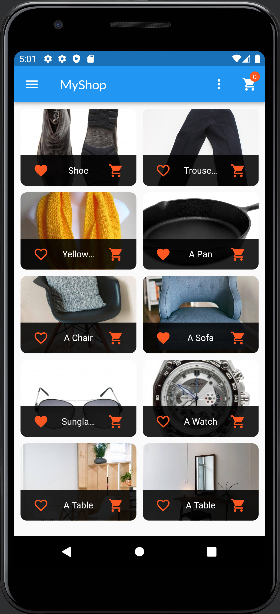 5:01
MyShop
0
Shoe
Trouse...
Yellow...
A Pan
A Chair
A Sofa
Sungla...
A Watch
A Table
A Table